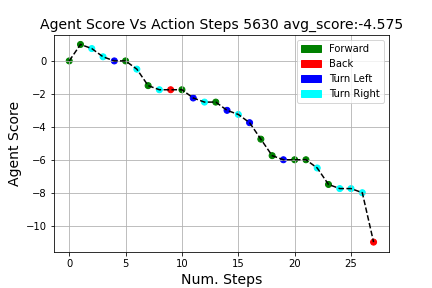 Agent Score Vs Action Steps 5630 avg_score:-4.575
Forward
Back
Turn Left
Turn Right
Agent Score
0
−2
−4
−6
−8
−10
0 5 10 15 20 25
Num. Steps